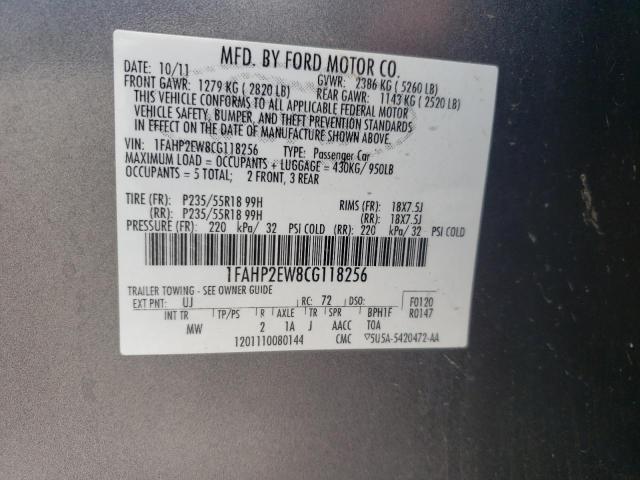 MFD. BY FORD MOTOR CO.
DATE: 10/11 GVWR: 2386 KG ( 5260 LB)
FRONT GAWR: 1279 KG ( 2820 LB) REAR GAWR: 1143 KG ( 2520 LB)
THIS VEHICLE CONFORMS TO ALL APPLICABLE FEDERAL MOTOR
VEHICLE SAFETY, BUMPER, AND THEFT PREVENTION STANDARDS
IN EFFECT ON THE DATE OF MANUFACTURE SHOWN ABOVE.
VIN: 1FAHP2EW8CG118256 TYPE: Passenger Car
MAXIMUM LOAD = OCCUPANTS + LUGGAGE = 430KG/950LB
OCCUPANTS = 5 TOTAL: 2 FRONT, 3 REAR
TIRE (FR): P235/55R18 99H RIMS (FR): 18X7.5J
(RR): P235/55R18 99H (RR): 18X7.5J
PRESSURE (FR): 220 kPa/ 32 PSI COLD (RR): 220 kPa/ 32 PSI COLD
1FAHP2EW8CG118256
TRAILER TOWING - SEE OWNER GUIDE
EXT PNT: UJ RC: 72 DSO: F0120
INT TR TP/PS R AXLE TR SPR BPH1F R0147
MW 2 1A J AACC TOA
1201110080144 CMC ▽5U5A-5420472-AA